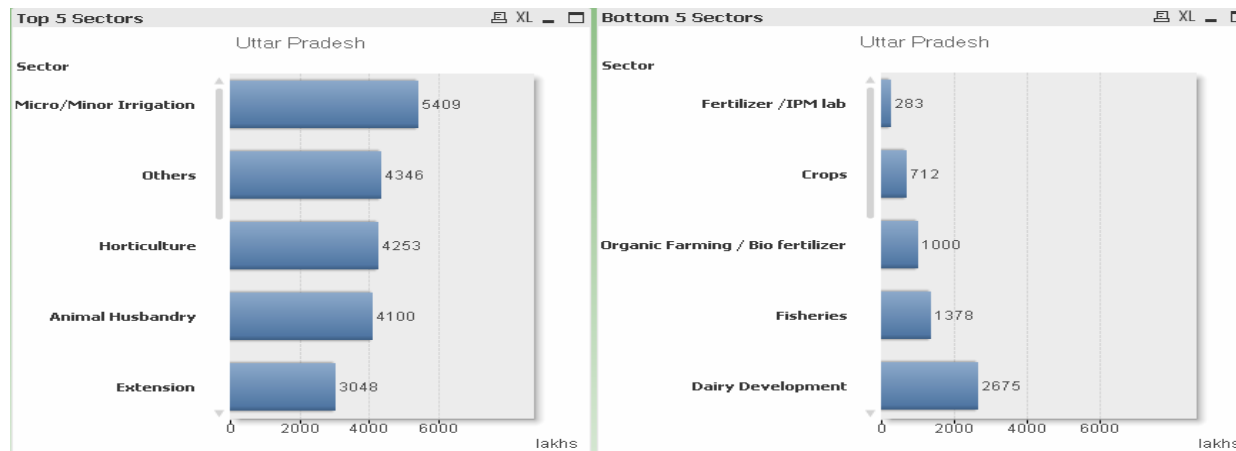 Top 5 Sectors XL
Uttar Pradesh
Sector
Micro/Minor Irrigation 5409
Others 4346
Horticulture 4253
Animal Husbandry 4100
Extension 3048
0 2000 4000 6000
lakhs
Bottom 5 Sectors XL
Uttar Pradesh
Sector
Fertilizer /IPM lab 283
Crops 712
Organic Farming / Bio fertilizer 1000
Fisheries 1378
Dairy Development 2675
0 2000 4000 6000
lakhs